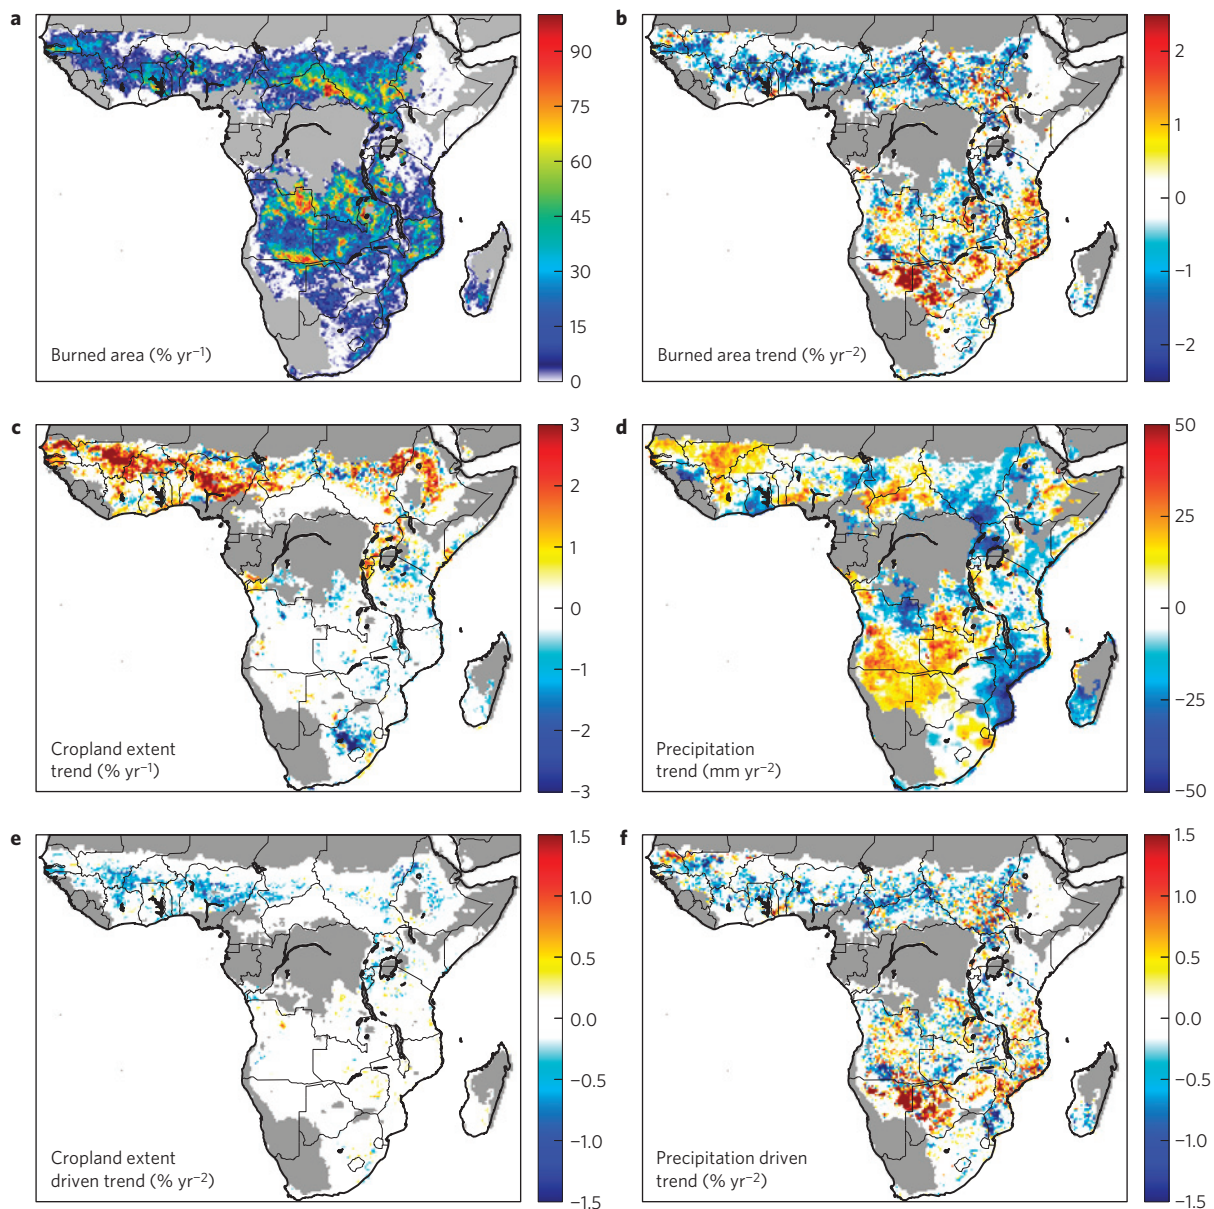 a
90
75
60
45
30
15
0
Burned area (% yr⁻¹)
b
2
1
0
−1
−2
Burned area trend (% yr⁻²)
c
3
2
1
0
−1
−2
−3
Cropland extent
trend (% yr⁻¹)
d
50
25
0
−25
−50
Precipitation
trend (mm yr⁻²)
e
1.5
1.0
0.5
0.0
−0.5
−1.0
−1.5
Cropland extent
driven trend (% yr⁻²)
f
1.5
1.0
0.5
0.0
−0.5
−1.0
−1.5
Precipitation driven
trend (% yr⁻²)